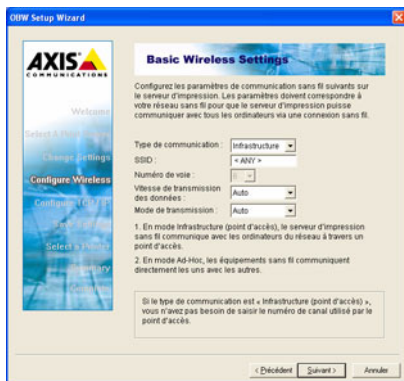 OBW Setup Wizard
AXIS
COMMUNICATIONS
Welcome
Change Settings
Configure Wireless
Select a Printer
Summary
Basic Wireless Settings
Configurez les paramètres de communication sans fil suivants sur
le serveur d'impression. Les paramètres doivent correspondre à
votre réseau sans fil pour que le serveur d'impression puisse
communiquer avec tous les ordinateurs via une connexion sans fil.
Type de communication : Infrastructure
SSID : < ANY >
Numéro de voie :
Vitesse de transmission
des données : Auto
Mode de transmission : Auto
1. En mode Infrastructure (point d'accès), le serveur d'impression
sans fil communique avec les ordinateurs du réseau à travers un
point d'accès.
2. En mode Ad-Hoc, les équipements sans fil communiquent
directement les uns avec les autres.
Si le type de communication est « Infrastructure (point d'accès) »,
vous n'avez pas besoin de saisir le numéro de canal utilisé par le
point d'accès.
< Précédent
Suivant >
Annuler